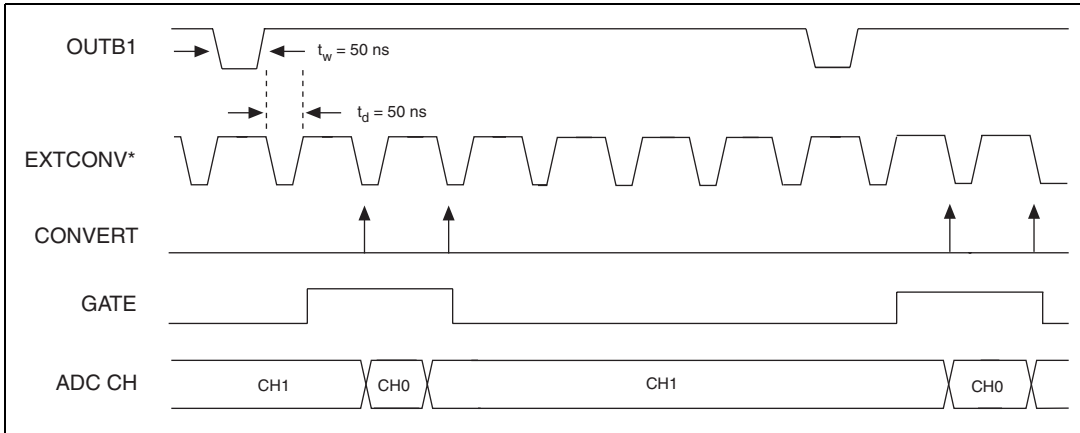 OUTB1
t_w = 50 ns
t_d = 50 ns
EXTCONV*
CONVERT
GATE
ADC CH
CH1
CH0
CH1
CH0